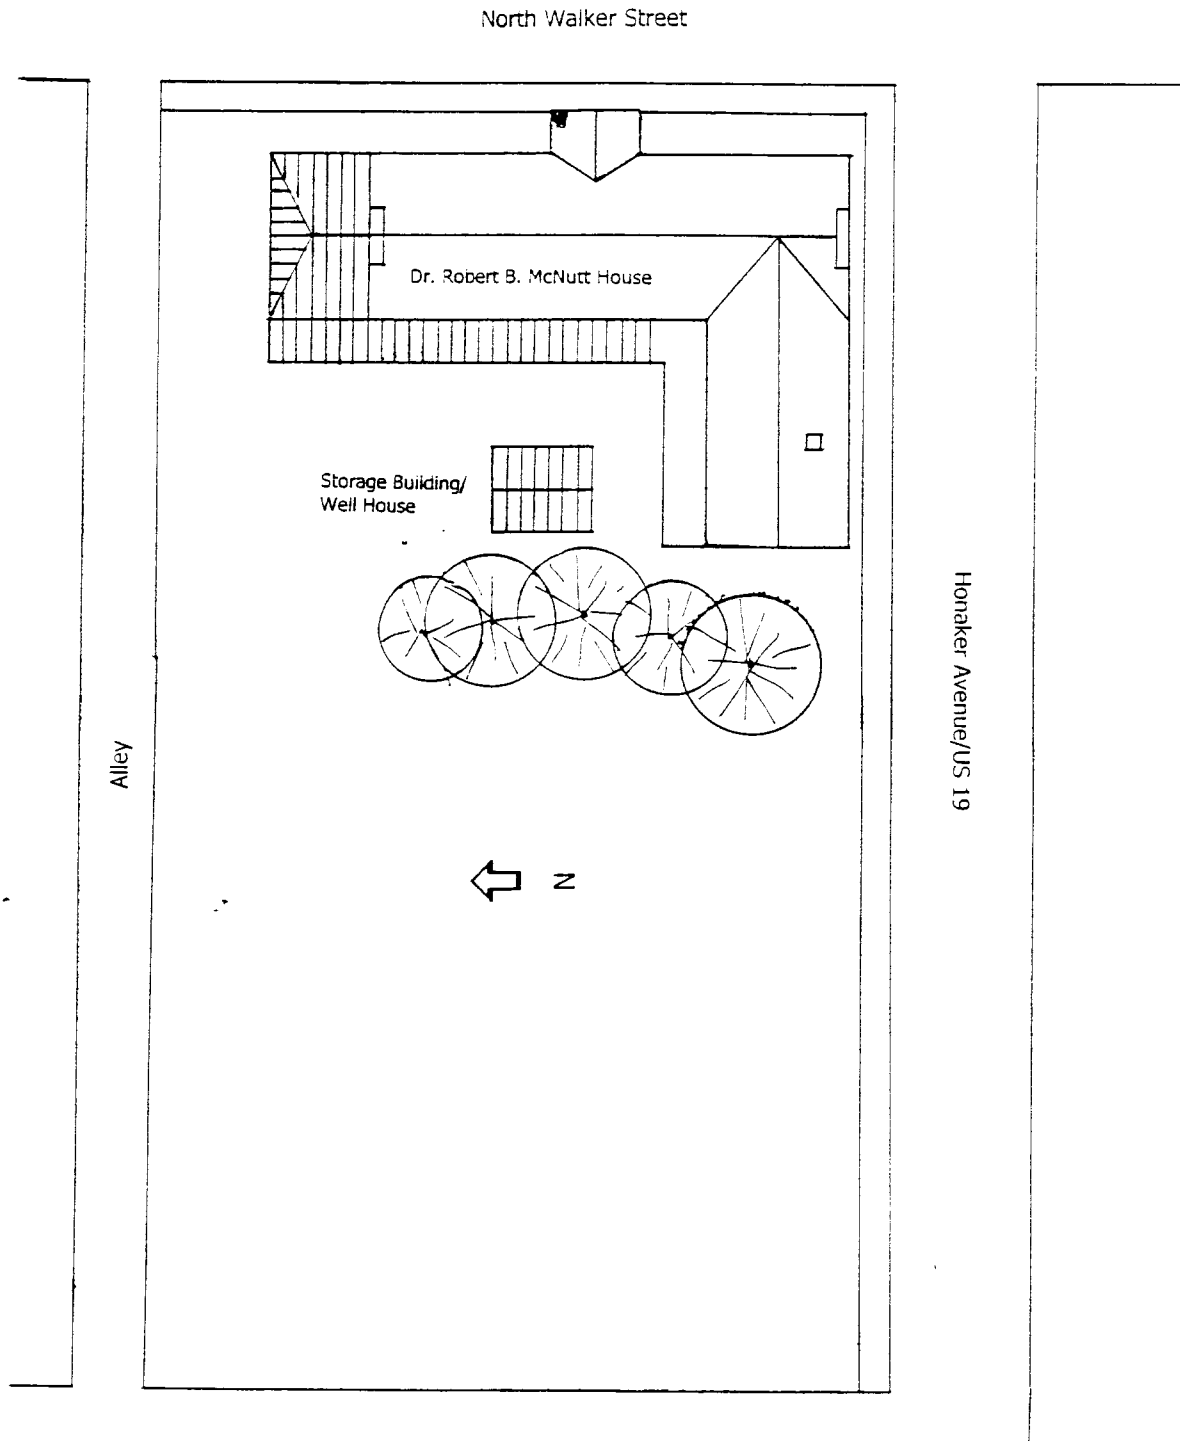 North Walker Street
Dr. Robert B. McNutt House
Storage Building/
Well House
Honaker Avenue/US 19
Alley
N